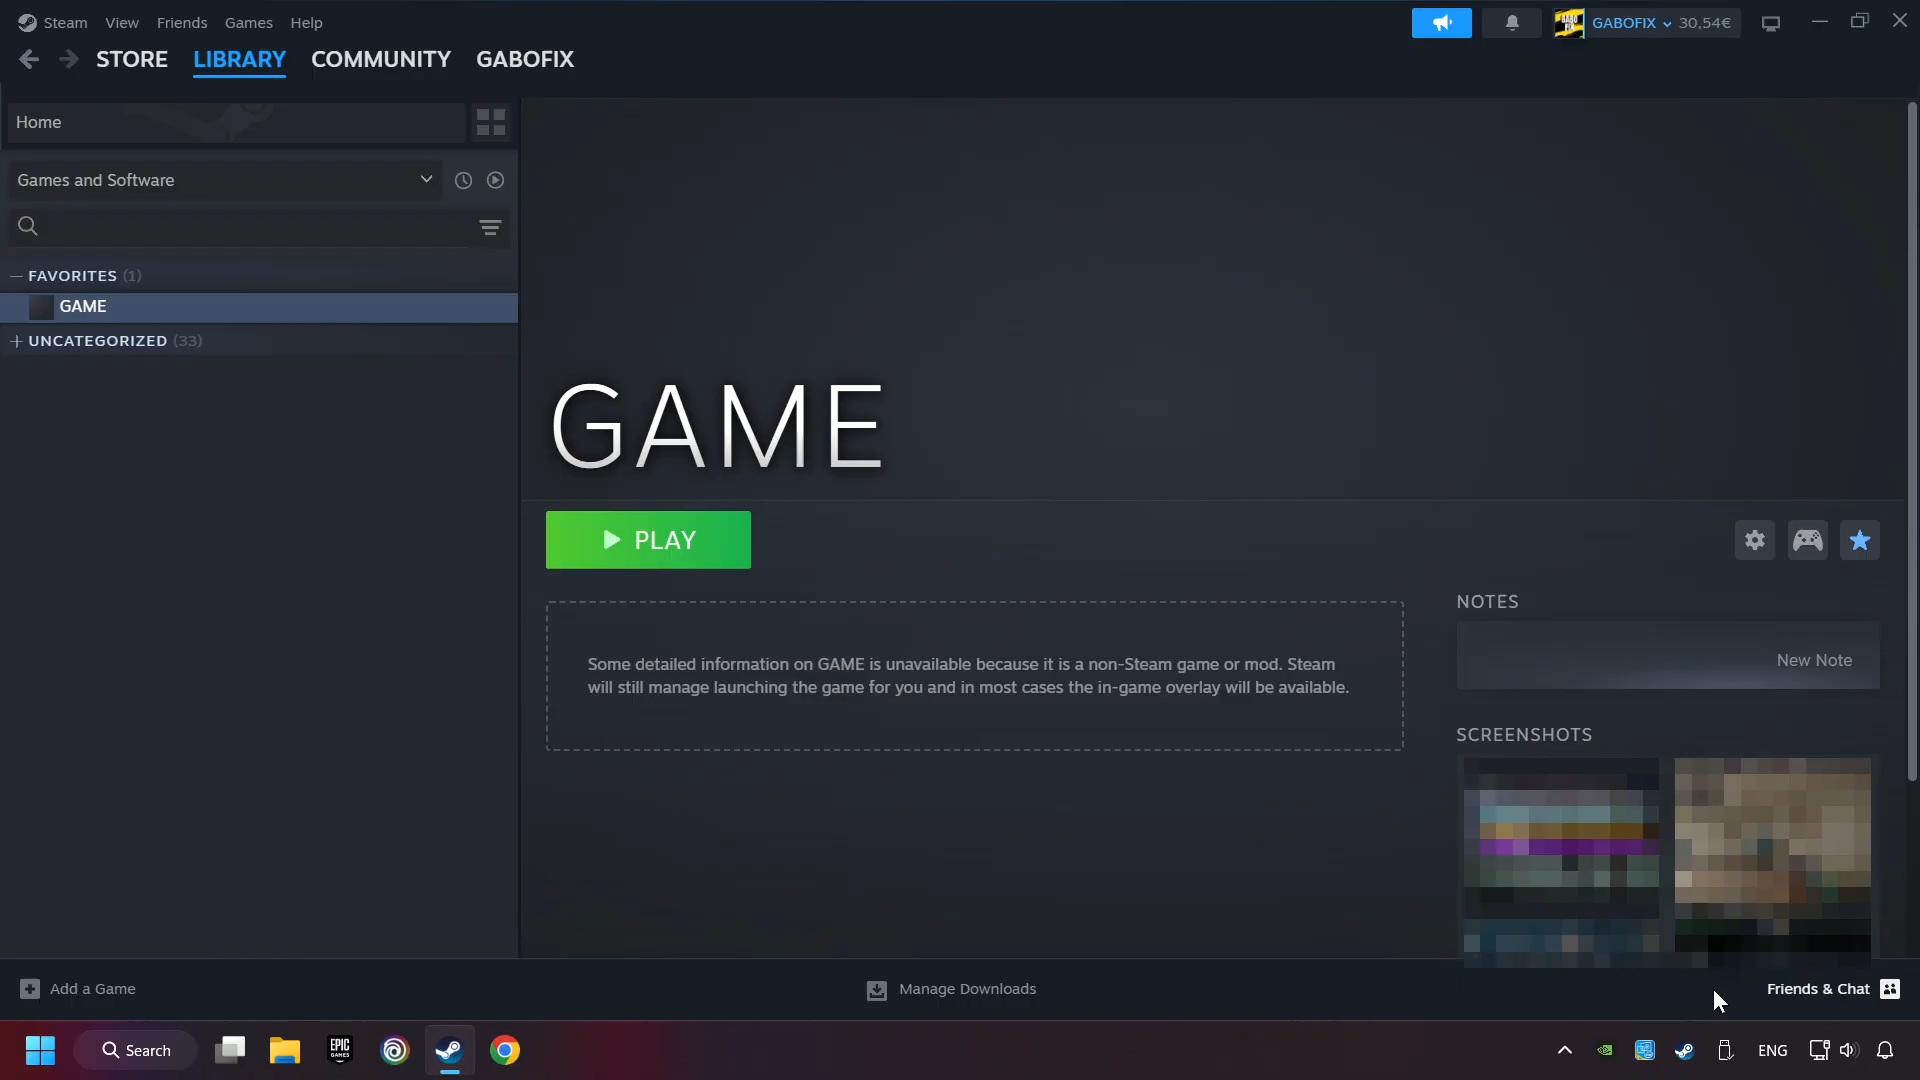 Steam View Friends Games Help
GABOFIX 30,54€
STORE LIBRARY COMMUNITY GABOFIX
Home
Games and Software
FAVORITES (1)
GAME
UNCATEGORIZED (33)
GAME
PLAY
Some detailed information on GAME is unavailable because it is a non-Steam game or mod. Steam
will still manage launching the game for you and in most cases the in-game overlay will be available.
NOTES
New Note
SCREENSHOTS
Add a Game
Manage Downloads
Friends & Chat
Search
EPIC
GAMES
ENG